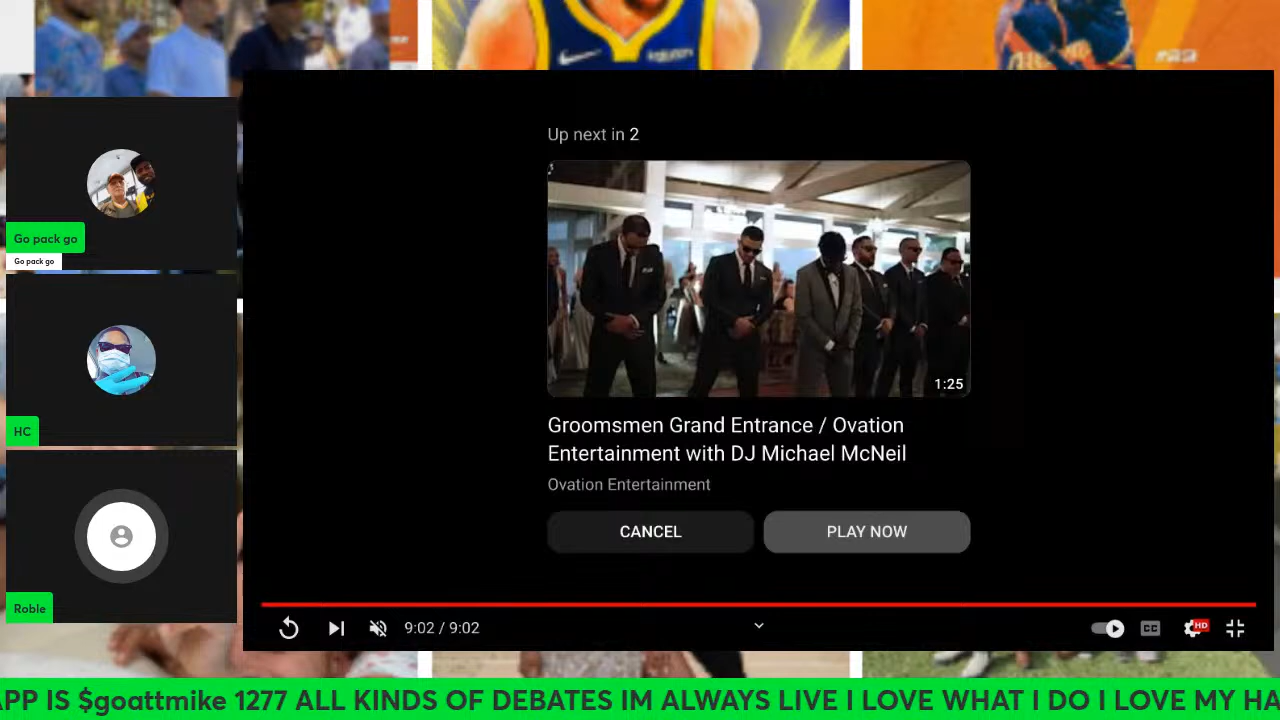 Up next in 2
1:25
Groomsmen Grand Entrance / Ovation
Entertainment with DJ Michael McNeil
Ovation Entertainment
CANCEL
PLAY NOW
9:02 / 9:02
CC
HD
Go pack go
Go pack go
HC
Roble
APP IS $goattmike 1277 ALL KINDS OF DEBATES IM ALWAYS LIVE I LOVE WHAT I DO I LOVE MY HA